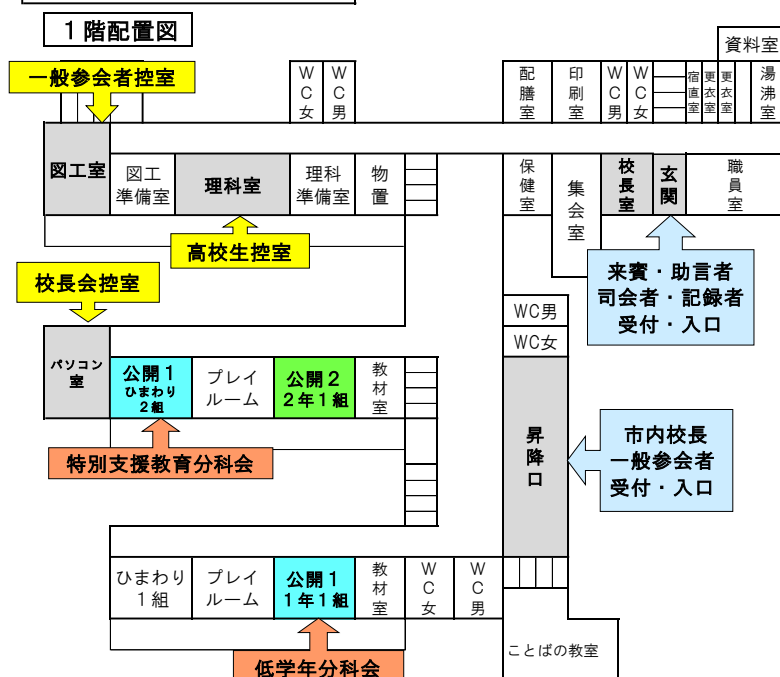 1階配置図
資料室
一般参会者控室
WC女
WC男
配膳室
印刷室
WC男
WC女
宿直室
更衣室
更衣室
湯沸室
図工室
図工
準備室
理科室
理科
準備室
物置
保健室
集会室
校長室
玄関
職員室
高校生控室
来賓・助言者
司会者・記録者
受付・入口
校長会控室
WC男
WC女
パソコン
室
公開1
ひまわり
2組
プレイ
ルーム
公開2
2年1組
教材室
昇降口
市内校長
一般参会者
受付・入口
特別支援教育分科会
ひまわり
1組
プレイ
ルーム
公開1
1年1組
教材室
WC女
WC男
ことばの教室
低学年分科会